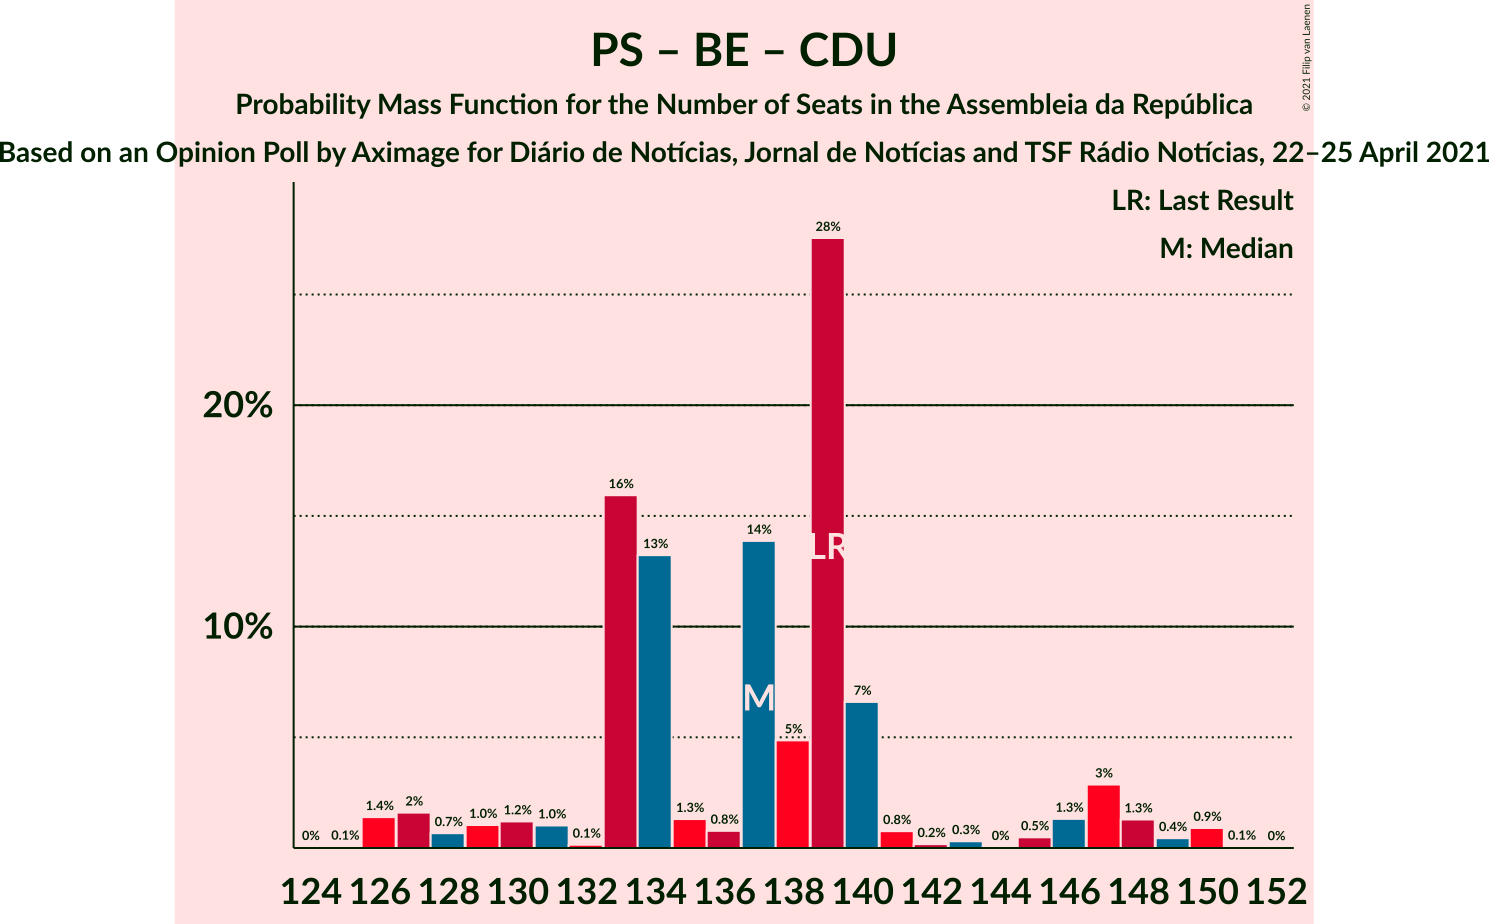 PS – BE – CDU
Probability Mass Function for the Number of Seats in the Assembleia da República
Based on an Opinion Poll by Aximage for Diário de Notícias, Jornal de Notícias and TSF Rádio Notícias, 22–25 April 2021
© 2021 Filip van Laenen
LR: Last Result
M: Median
28%
20%
16%
14%
13%
LR
10%
M
7%
5%
3%
0% 0.1% 1.4% 2% 0.7% 1.0% 1.2% 1.0% 0.1% 1.3% 0.8% 0.8% 0.2% 0.3% 0% 0.5% 1.3% 1.3% 0.4% 0.9% 0.1% 0%
124 126 128 130 132 134 136 138 140 142 144 146 148 150 152